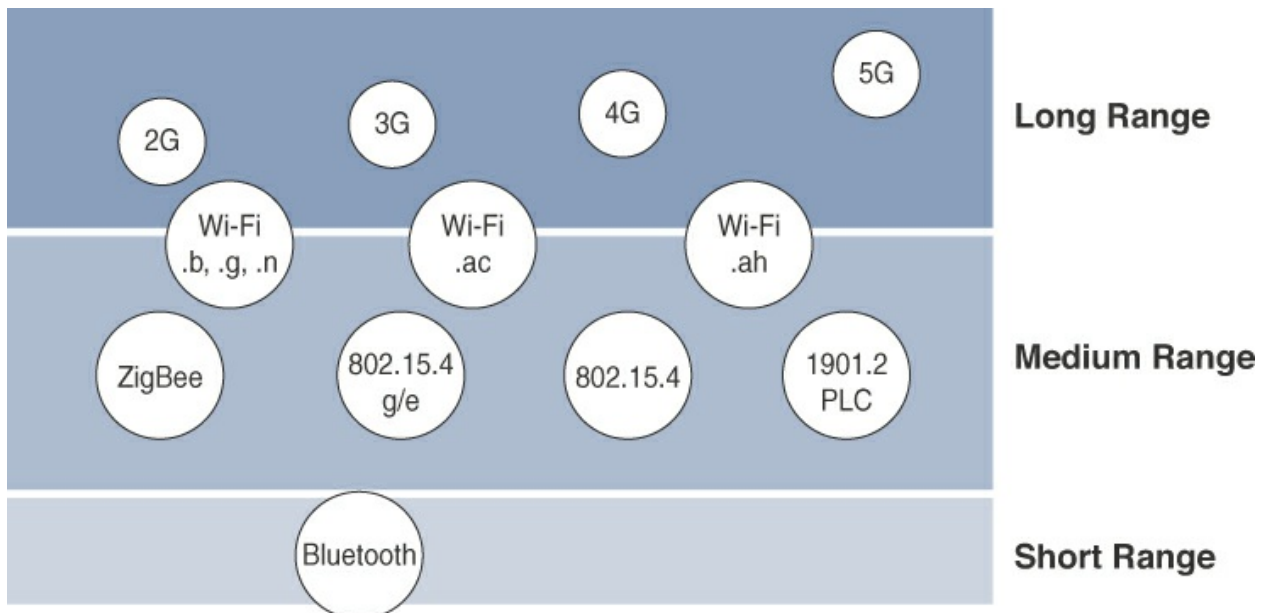 5G
4G
3G
2G
Long Range
Wi-Fi
.b, .g, .n
Wi-Fi
.ac
Wi-Fi
.ah
ZigBee
802.15.4
g/e
802.15.4
1901.2
PLC
Medium Range
Bluetooth
Short Range